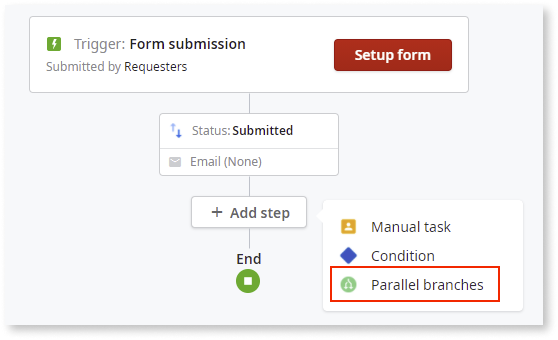 Trigger: Form submission
Submitted by Requesters
Setup form
Status: Submitted
Email (None)
+ Add step
End
Manual task
Condition
Parallel branches